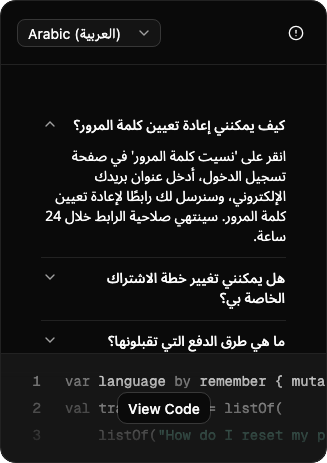 Arabic (العربية)
كيف يمكنني إعادة تعيين كلمة المرور؟
انقر على 'نسيت كلمة المرور' في صفحة
تسجيل الدخول، أدخل عنوان بريدك
الإلكتروني، وسنرسل لك رابطًا لإعادة تعيين
كلمة المرور. سينتهي صلاحية الرابط خلال 24
ساعة.
هل يمكنني تغيير خطة الاشتراك
الخاصة بي؟
ما هي طرق الدفع التي تقبلونها؟
1 var language by remember { muta
2 val tra = listOf(
View Code
3 listOf("How do I reset my p